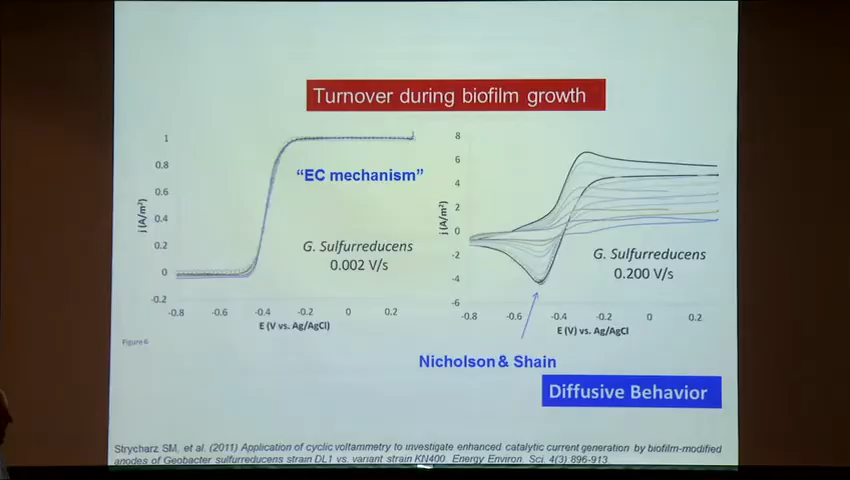 Turnover during biofilm growth
1
0.8
0.6
0.4
0.2
0
-0.2
j (A/m²)
-0.8
-0.6
-0.4
-0.2
0
0.2
E (V vs. Ag/AgCl)
"EC mechanism"
G. Sulfurreducens
0.002 V/s
8
6
4
2
0
-2
-4
-6
j (A/m²)
-0.8
-0.6
-0.4
-0.2
0
0.2
E (V) vs. Ag/AgCl
G. Sulfurreducens
0.200 V/s
Figure 6
Nicholson & Shain
Diffusive Behavior
Strycharz SM, et al. (2011) Application of cyclic voltammetry to investigate enhanced catalytic current generation by biofilm-modified
anodes of Geobacter sulfurreducens strain DL1 vs. variant strain KN400. Energy Environ. Sci. 4(3) 896-913.